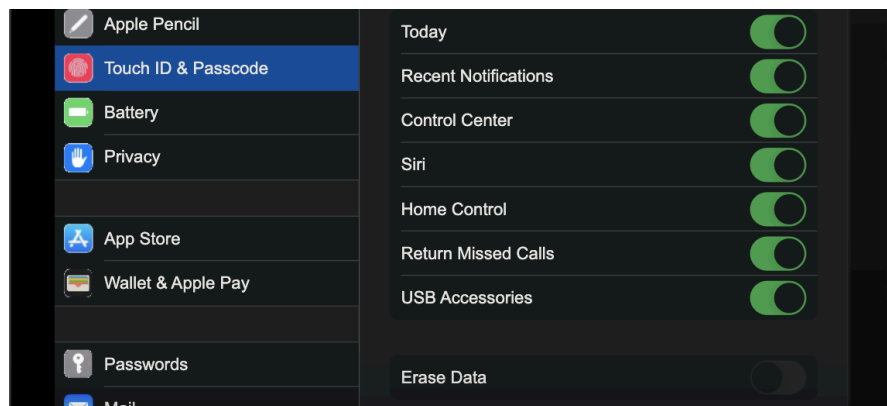 Apple Pencil
Touch ID & Passcode
Battery
Privacy
App Store
Wallet & Apple Pay
Passwords
Mail
Today
Recent Notifications
Control Center
Siri
Home Control
Return Missed Calls
USB Accessories
Erase Data